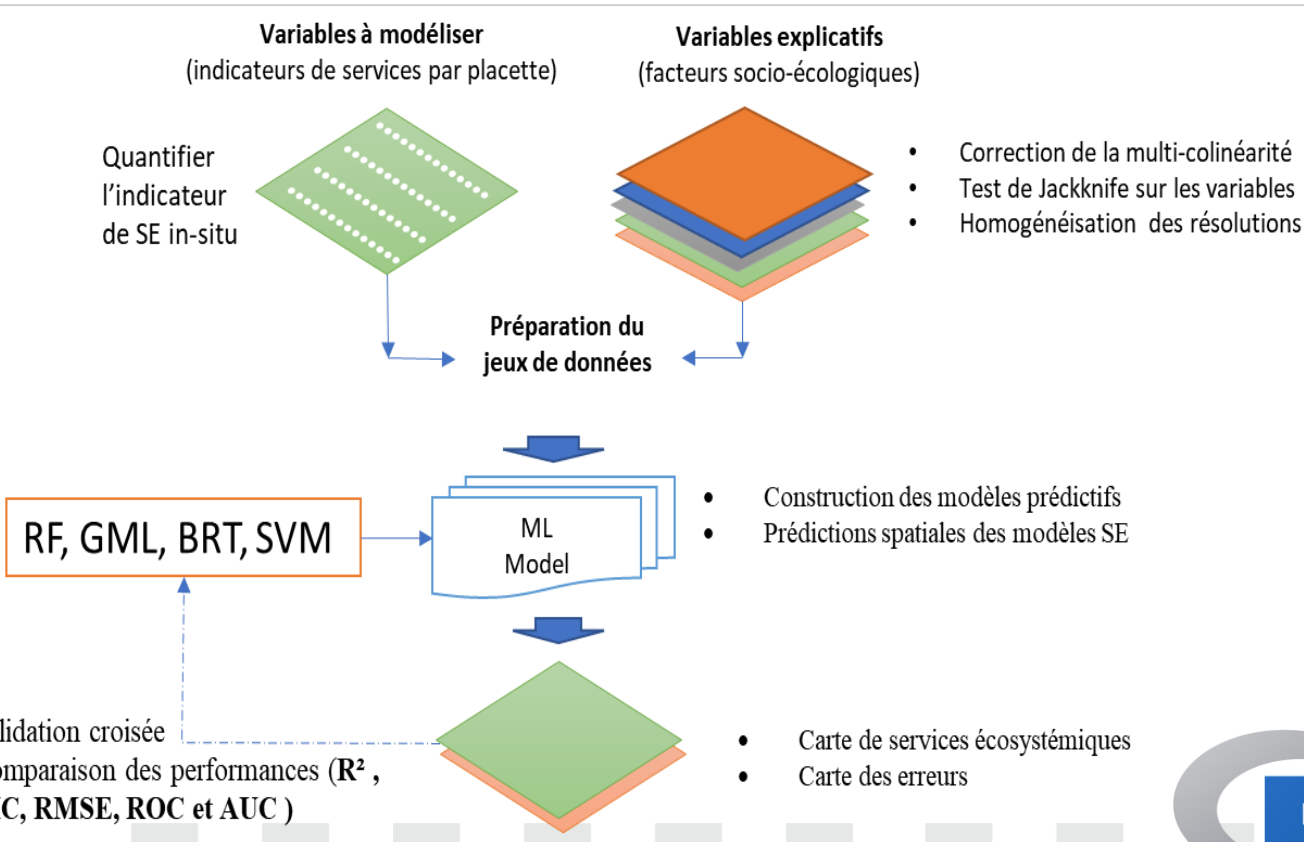 Variables à modéliser
(indicateurs de services par placette)
Variables explicatifs
(facteurs socio-écologiques)
Quantifier
l’indicateur
de SE in-situ
• Correction de la multi-colinéarité
• Test de Jackknife sur les variables
• Homogénéisation des résolutions
Préparation du
jeux de données
RF, GML, BRT, SVM
ML
Model
• Construction des modèles prédictifs
• Prédictions spatiales des modèles SE
lidation croisée
omparaison des performances (R² ,
C, RMSE, ROC et AUC )
• Carte de services écosystémiques
• Carte des erreurs